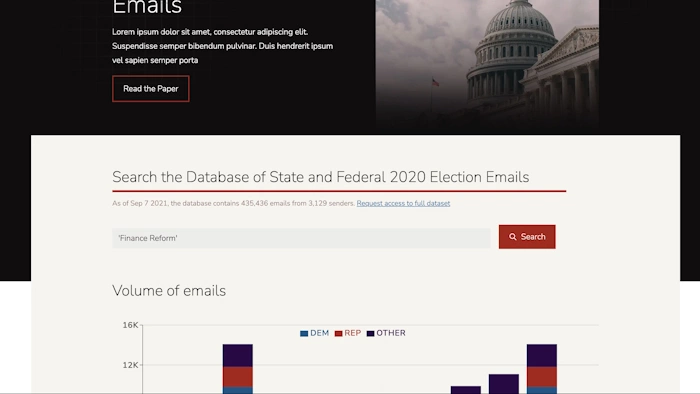 Emails
Lorem ipsum dolor sit amet, consectetur adipiscing elit.
Suspendisse semper bibendum pulvinar. Duis hendrerit ipsum
vel sapien semper porta
Read the Paper
Search the Database of State and Federal 2020 Election Emails
As of Sep 7 2021, the database contains 435,436 emails from 3,129 senders. Request access to full dataset
'Finance Reform'
Search
Volume of emails
16K
DEM REP OTHER
12K